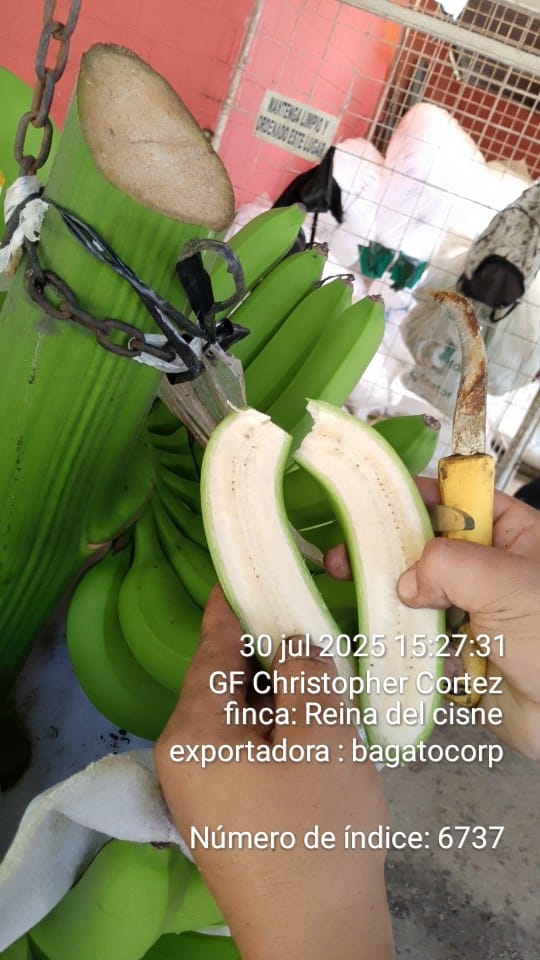 MANTENGA LIMPIO Y
ORDENADO ESTE LUGAR
30 jul 2025 15:27:31
GF Christopher Cortez
finca: Reina del cisne
exportadora : bagatocorp
Número de índice: 6737